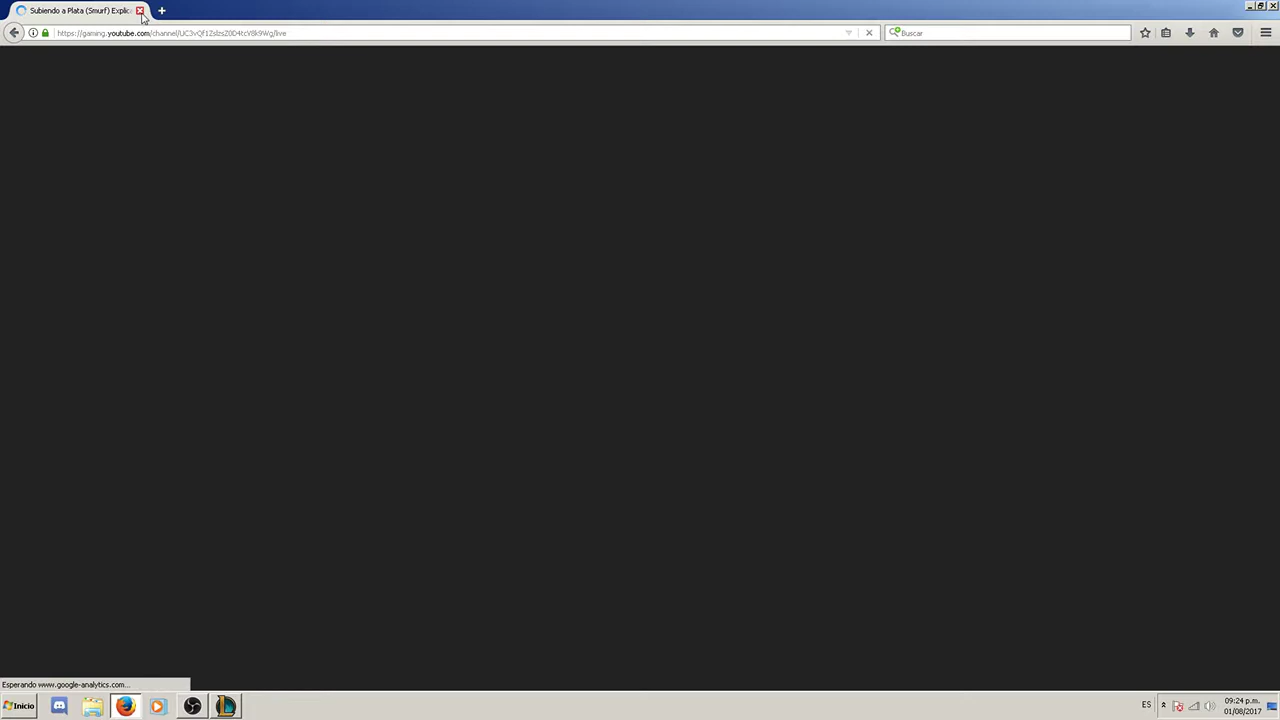 Subiendo a Plata (Smurf) Explic
https://gaming.youtube.com/channel/UC3vQf1ZslzsZ0D4tcV8k9Wg/live
Buscar
Esperando www.google-analytics.com...
Inicio
ES
09:24 p.m.
01/08/2017